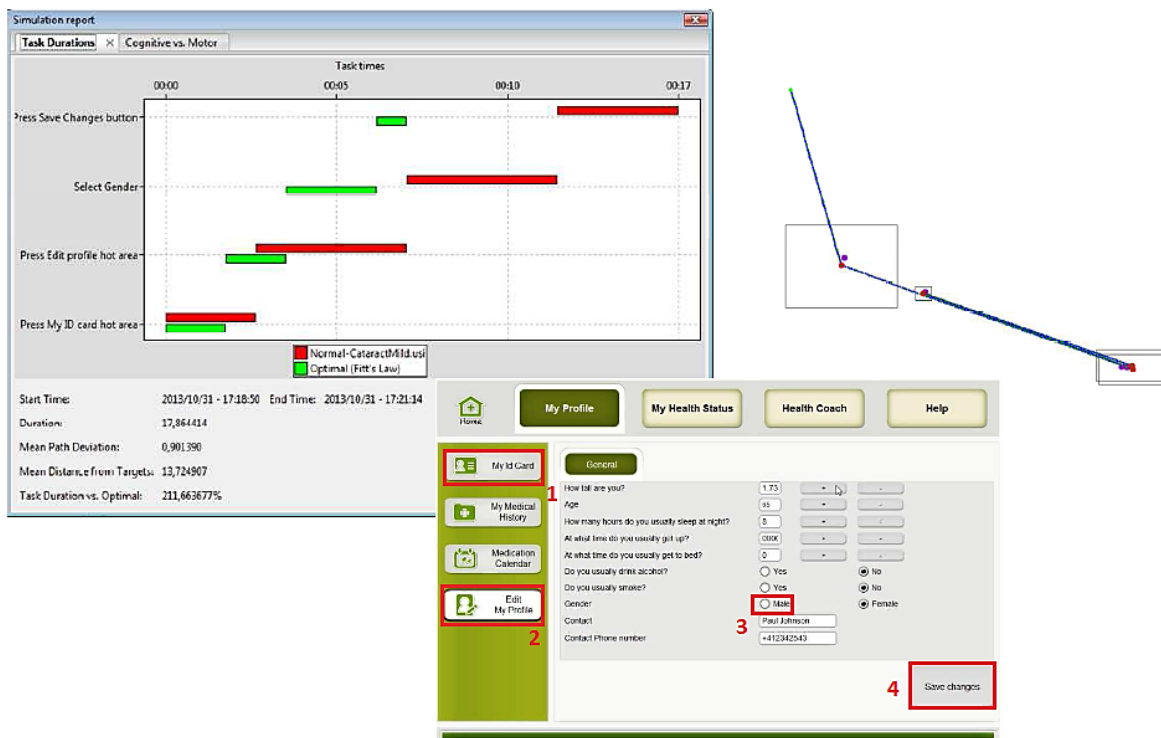 Simulation report
Task Durations Cognitive vs. Motor
Task times
00:00 00:05 00:10 00:17
Press Save Changes button
Select Gender
Press Edit profile hot area
Press My ID card hot area
Normal-CataractMild.usi
Optimal (Fitt's Law)
Start Time: 2013/10/31 - 17:18:50 End Time: 2013/10/31 - 17:21:14
Duration: 17,864414
Mean Path Deviation: 0,901390
Mean Distance from Targets: 13,724907
Task Duration vs. Optimal: 211,663677%
Home
My Profile
My Health Status
Health Coach
Help
My Id Card
1
My Medical
History
Medication
Calendar
Edit
My Profile
2
General
How tall are you? 1.73 + -
Age + -
How many hours do you usually sleep at night? + -
At what time do you usually get up? + -
At what time do you usually get to bed? 0 + -
Do you usually drink alcohol? Yes No
Do you usually smoke? Yes No
Gender Male Female
3
Contact Paul Johnson
Contact Phone number +412342543
4
Save changes